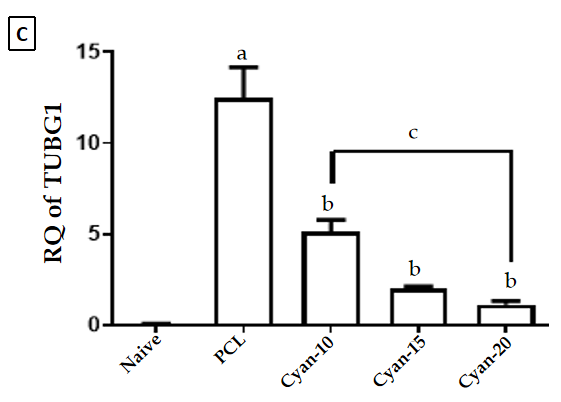 C
RQ of TUBG1
15
10
5
0
a
b
c
b
b
Naive
PCL
Cyan-10
Cyan-15
Cyan-20